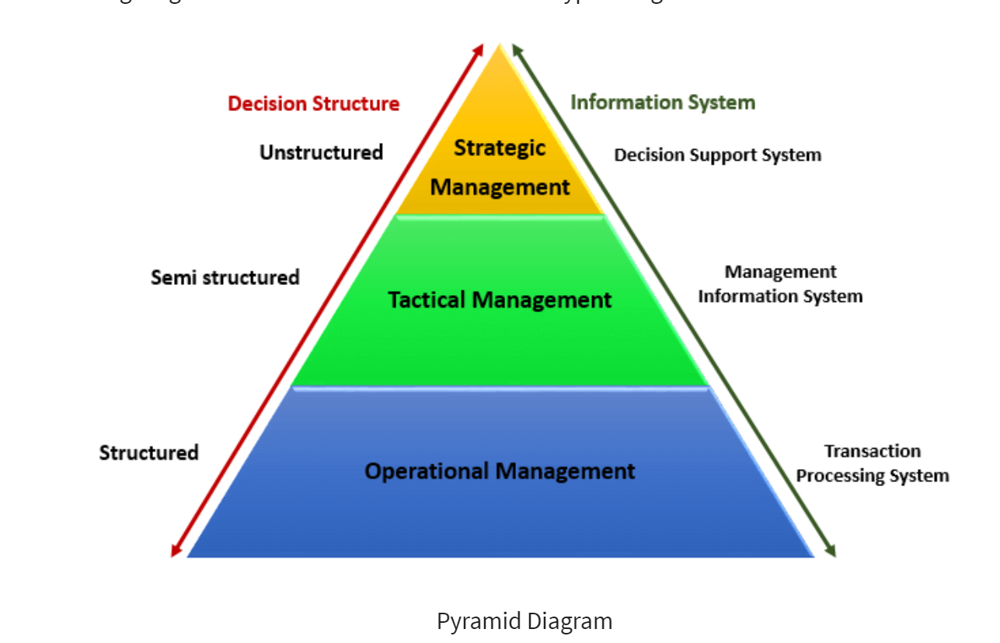 Decision Structure
Information System
Unstructured
Strategic
Management
Decision Support System
Semi structured
Tactical Management
Management
Information System
Structured
Operational Management
Transaction
Processing System
Pyramid Diagram